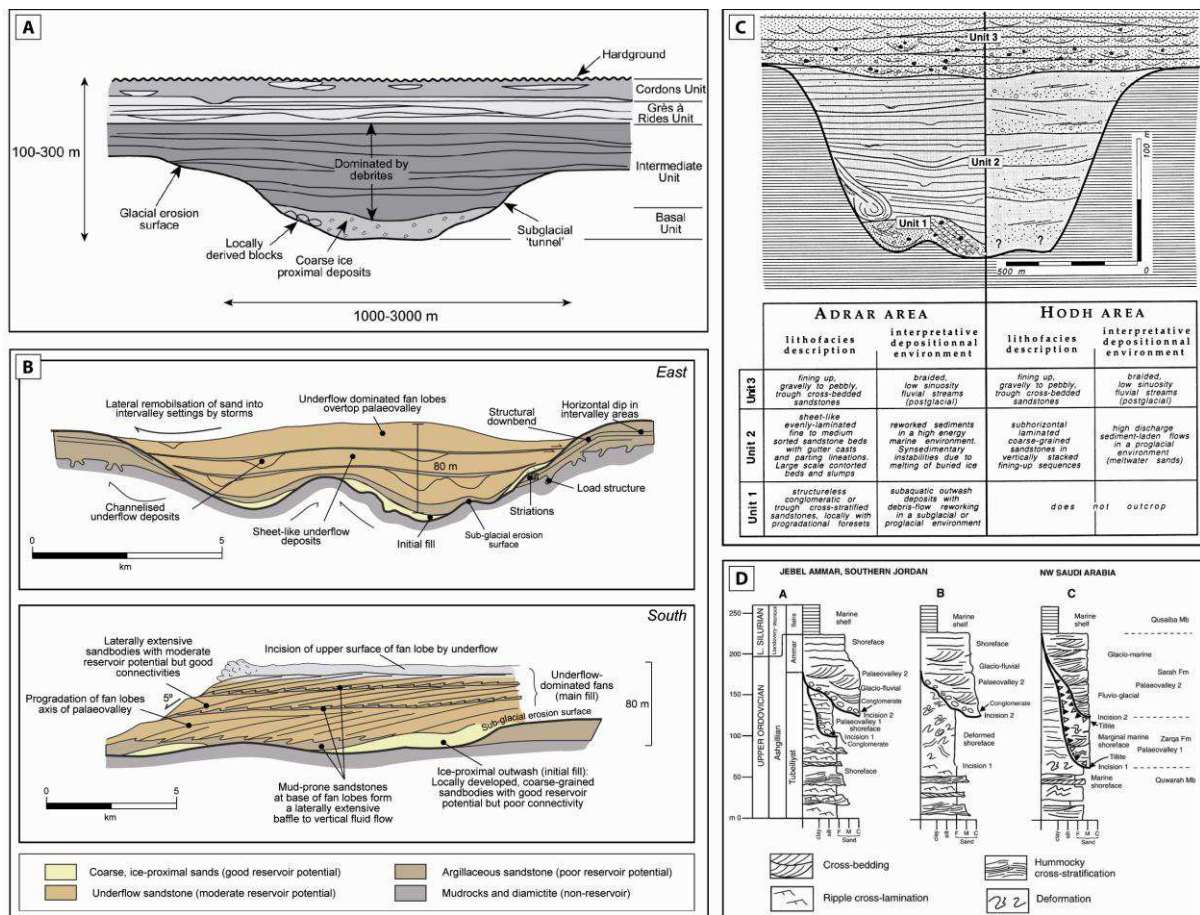 A
Hardground
Cordons Unit
Grès à
Rides Unit
100-300 m
Dominated by
debrites
Intermediate
Unit
Glacial erosion
surface
Basal
Unit
Locally
derived blocks
Coarse ice
proximal deposits
Subglacial
'tunnel'
1000-3000 m
B
East
Lateral remobilisation of sand into
intervalley settings by storms
Underflow dominated fan lobes
overtop palaeovalley
Structural
downbend
Horizontal dip in
intervalley areas
80 m
Channelised
underflow deposits
Load structure
Striations
Sheet-like underflow
deposits
Initial fill
Sub-glacial erosion
surface
0
5
km
South
Laterally extensive
sandbodies with moderate
reservoir potential but good
connectivities
Incision of upper surface of fan lobe by underflow
5º
Progradation of fan lobes
axis of palaeovalley
Underflow-
dominated fans
(main fill)
80 m
Sub-glacial erosion surface
Mud-prone sandstones
at base of fan lobes form
a laterally extensive
baffle to vertical fluid flow
Ice-proximal outwash (initial fill):
Locally developed, coarse-grained
sandbodies with good reservoir
potential but poor connectivity
0
5
km
Coarse, ice-proximal sands (good reservoir potential)
Argillaceous sandstone (poor reservoir potential)
Underflow sandstone (moderate reservoir potential)
Mudrocks and diamictite (non-reservoir)
C
Unit 3
Unit 2
Unit 1
? ?
100 m
500 m
0
ADRAR AREA
HODH AREA
lithofacies
description
interpretative
depositionnal
environment
lithofacies
description
interpretative
depositionnal
environment
Unit 3
fining up,
gravelly to pebbly,
trough cross-bedded
sandstones
braided,
low sinuosity
fluvial streams
(postglacial)
fining up,
gravelly to pebbly,
trough cross-bedded
sandstones
braided,
low sinuosity
fluvial streams
(postglacial)
Unit 2
sheet-like
evenly-laminated
fine to medium
sorted sandstone beds
with gutter casts
and parting lineations.
Large scale contorted
beds and slumps
reworked sediments
in a high energy
marine environment.
Synsedimentary
instabilities due to
melting of buried ice
subhorizontal
laminated
coarse-grained
sandstones in
vertically stacked
fining-up sequences
high discharge
sediment-laden flows
in a proglacial
environment
(meltwater sands)
Unit 1
structureless
conglomeratic or
trough cross-stratified
sandstones, locally with
progradational foresets
subaquatic outwash
deposits with
debris-flow reworking
in a subglacial or
proglacial environment
does not outcrop
D
JEBEL AMMAR, SOUTHERN JORDAN
NW SAUDI ARABIA
A
B
C
250
200
150
100
50
m 0
L. SILURIAN
UPPER ORDOVICIAN
Ashgillian
Ammar
Tubeiliyat
Marine
shelf
Shoreface
Palaeovalley 2
Glacio-fluvial
Conglomerate
Incision 2
Palaeovalley 1
shoreface
Incision 1
Conglomerate
Shoreface
clay
silt
F M C
Sand
Marine
shelf
Shoreface
Glacio-fluvial
Palaeovalley 2
Conglomerate
Incision 2
Deformed
shoreface
Incision 1
clay
silt
F M C
Sand
Marine
shelf
Qusaiba Mb
Glacio-marine
Sarah Fm
Palaeovalley 2
Fluvio-glacial
Incision 2
Tillite
Marginal marine
shoreface
Zarqa Fm
Palaeovalley 1
Tillite
Incision 1
Marine
shoreface
Quwarah Mb
clay
silt
F M C
Sand
Cross-bedding
Hummocky
cross-stratification
Ripple cross-lamination
Deformation